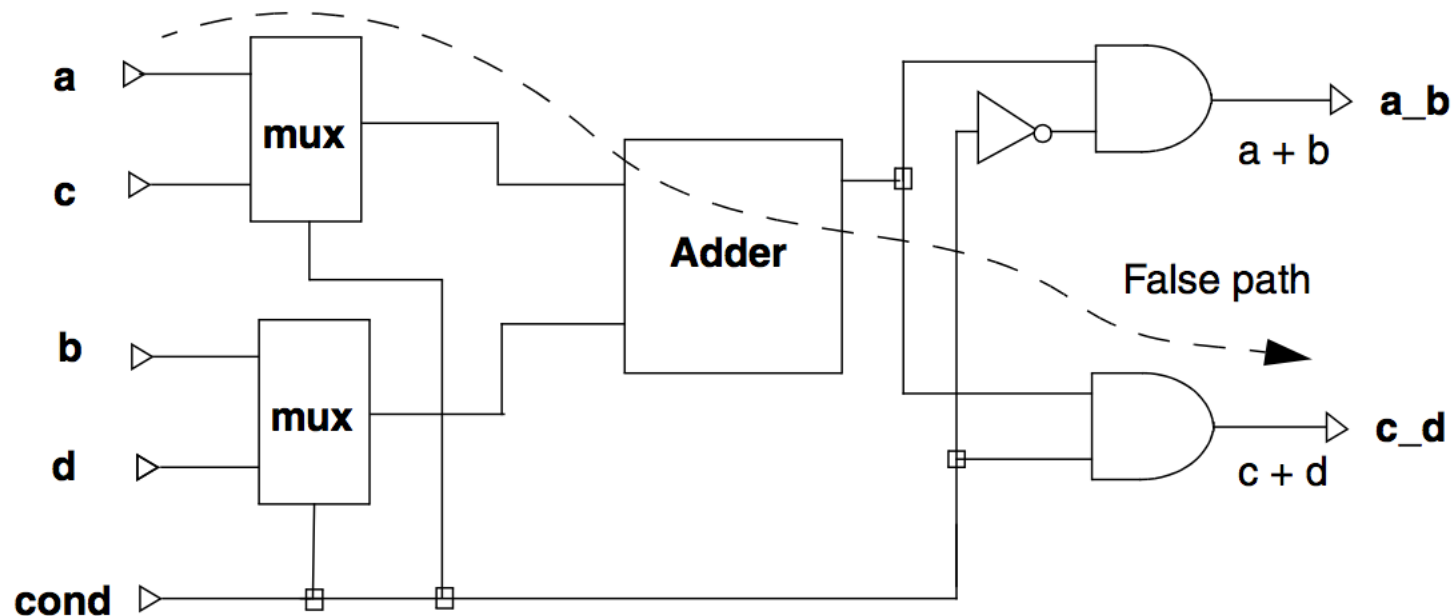 a
mux
c
a_b
a + b
Adder
False path
b
mux
d
c_d
c + d
cond